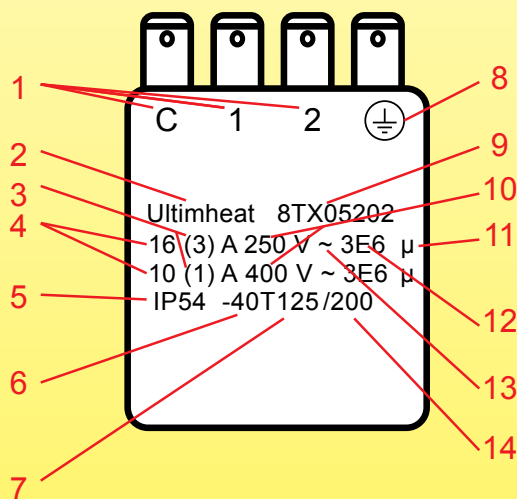 1
C 1 2
8
2
9
3
10
Ultimheat 8TX05202
4
16 (3) A 250 V ~ 3E6 µ
11
10 (1) A 400 V ~ 3E6 µ
5
IP54 -40T125/200
12
6
13
14
7